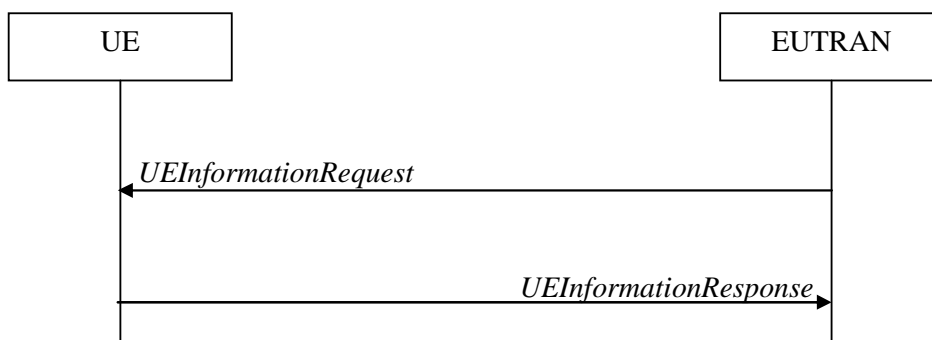 UE
EUTRAN
UEInformationRequest
UEInformationResponse